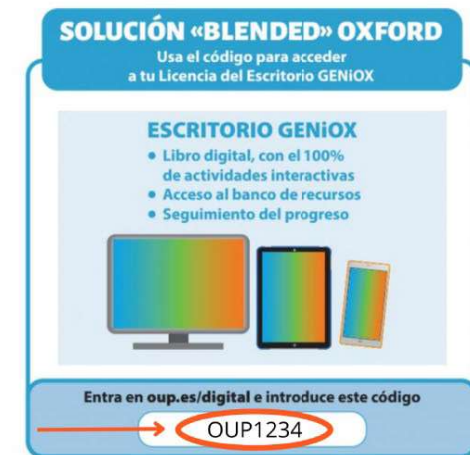 SOLUCIÓN «BLENDED» OXFORD
Usa el código para acceder
a tu Licencia del Escritorio GENiOX
ESCRITORIO GENiOX
• Libro digital, con el 100%
de actividades interactivas
• Acceso al banco de recursos
• Seguimiento del progreso
Entra en oup.es/digital e introduce este código
OUP1234